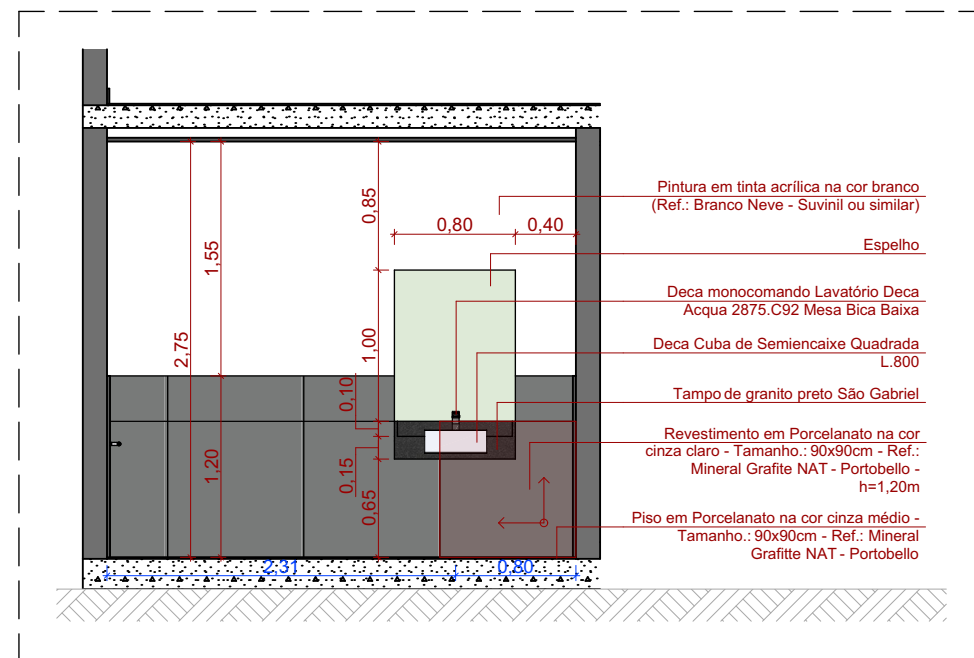 Pintura em tinta acrílica na cor branco
(Ref.: Branco Neve - Suvinil ou similar)
0,85
0,80
0,40
Espelho
1,55
Deca monocomando Lavatório Deca
Acqua 2875.C92 Mesa Bica Baixa
2,75
1,00
Deca Cuba de Semiencaixe Quadrada
L.800
0,10
Tampo de granito preto São Gabriel
Revestimento em Porcelanato na cor
cinza claro - Tamanho.: 90x90cm - Ref.:
Mineral Grafite NAT - Portobello -
h=1,20m
1,20
0,15
0,65
Piso em Porcelanato na cor cinza médio -
Tamanho.: 90x90cm - Ref.: Mineral
Grafitte NAT - Portobello
2,31
0,80